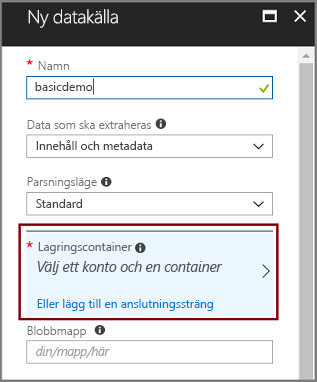 Ny datakälla
* Namn
basicdemo
Data som ska extraheras
Innehåll och metadata
Parsningsläge
Standard
* Lagringscontainer
Välj ett konto och en container
Eller lägg till en anslutningssträng
Blobbmapp
din/mapp/här